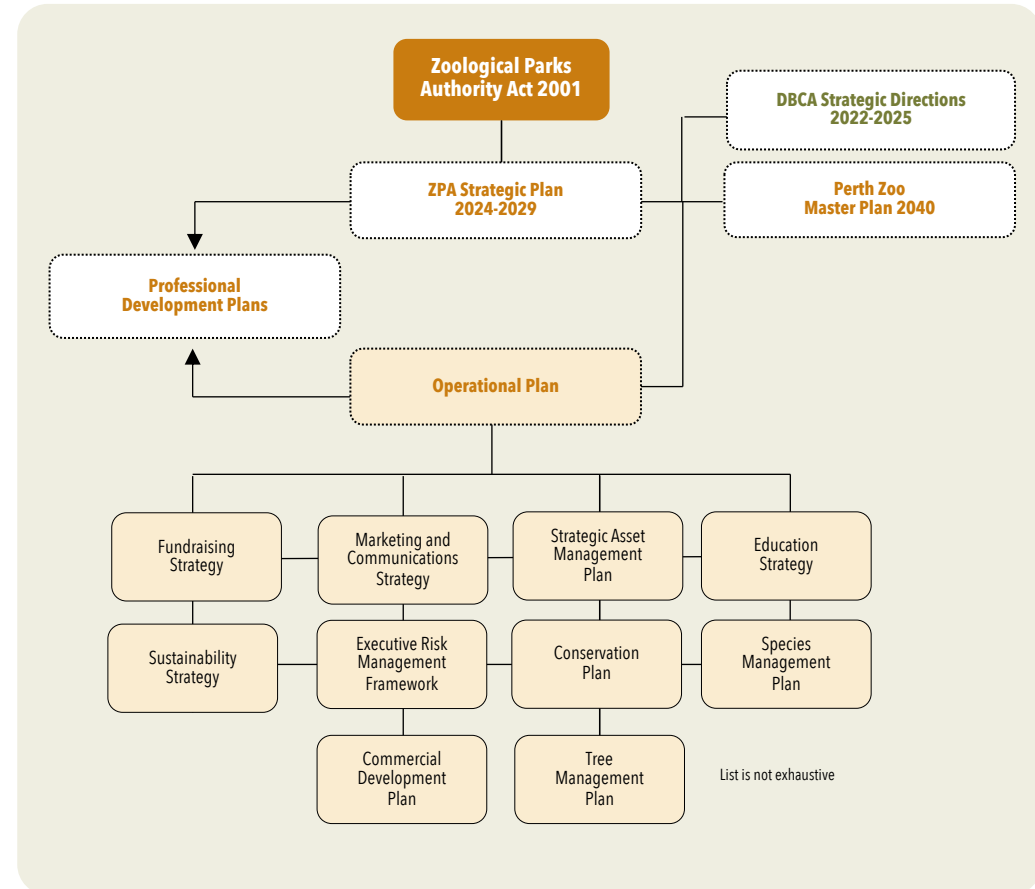 Zoological Parks
Authority Act 2001
DBCA Strategic Directions
2022-2025
ZPA Strategic Plan
2024-2029
Perth Zoo
Master Plan 2040
Professional
Development Plans
Operational Plan
Fundraising
Strategy
Marketing and
Communications
Strategy
Strategic Asset
Management
Plan
Education
Strategy
Sustainability
Strategy
Executive Risk
Management
Framework
Conservation
Plan
Species
Management
Plan
Commercial
Development
Plan
Tree
Management
Plan
List is not exhaustive